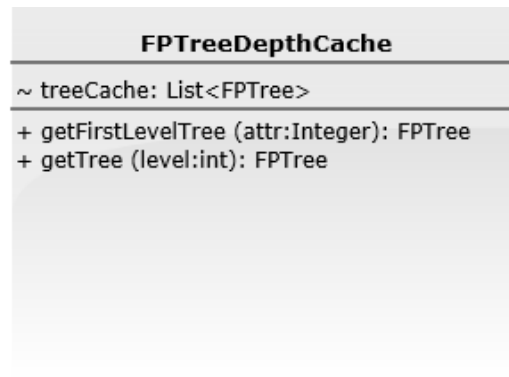 FPTreeDepthCache
~ treeCache: List<FPTree>
+ getFirstLevelTree (attr:Integer): FPTree
+ getTree (level:int): FPTree